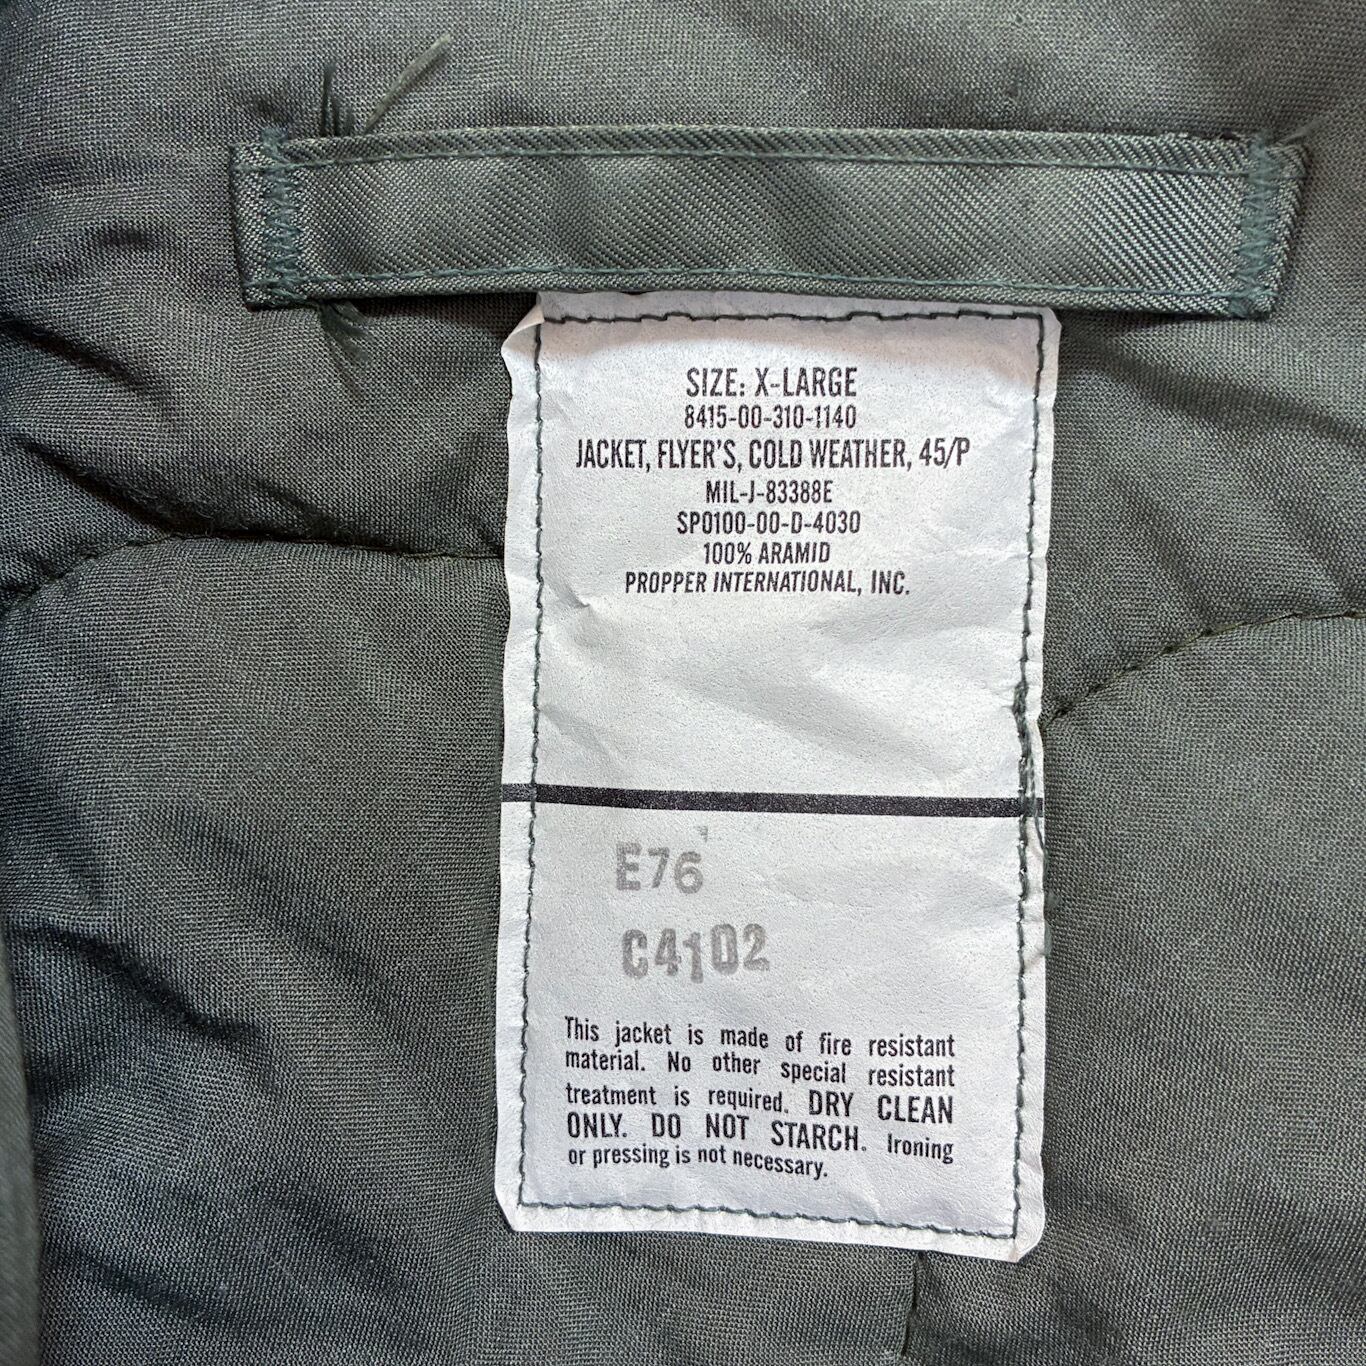 SIZE: X-LARGE
8415-00-310-1140
JACKET, FLYER'S, COLD WEATHER, 45/P
MIL-J-83388E
SP0100-00-D-4030
100% ARAMID
PROPPER INTERNATIONAL, INC.
E76
C4102
This jacket is made of fire resistant
material. No other special resistant
treatment is required. DRY CLEAN
ONLY. DO NOT STARCH. Ironing
or pressing is not necessary.